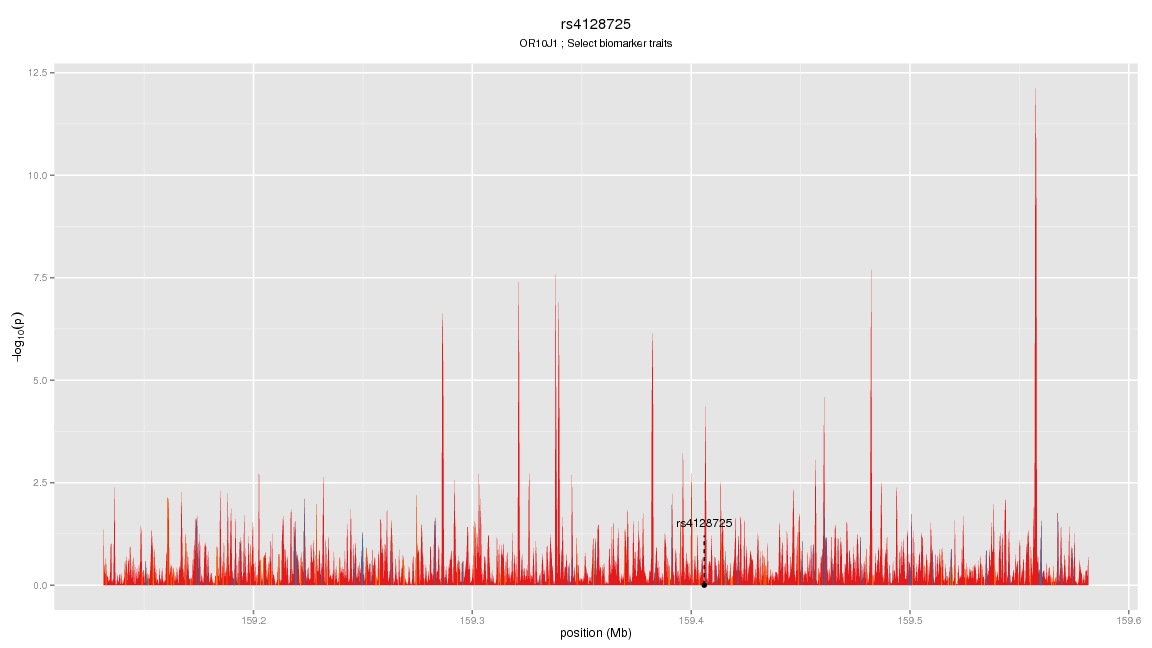 rs4128725
OR10J1 ; Select biomarker traits
12.5
10.0
7.5
5.0
2.5
0.0
−log10(p)
rs4128725
159.2
159.3
159.4
159.5
159.6
position (Mb)